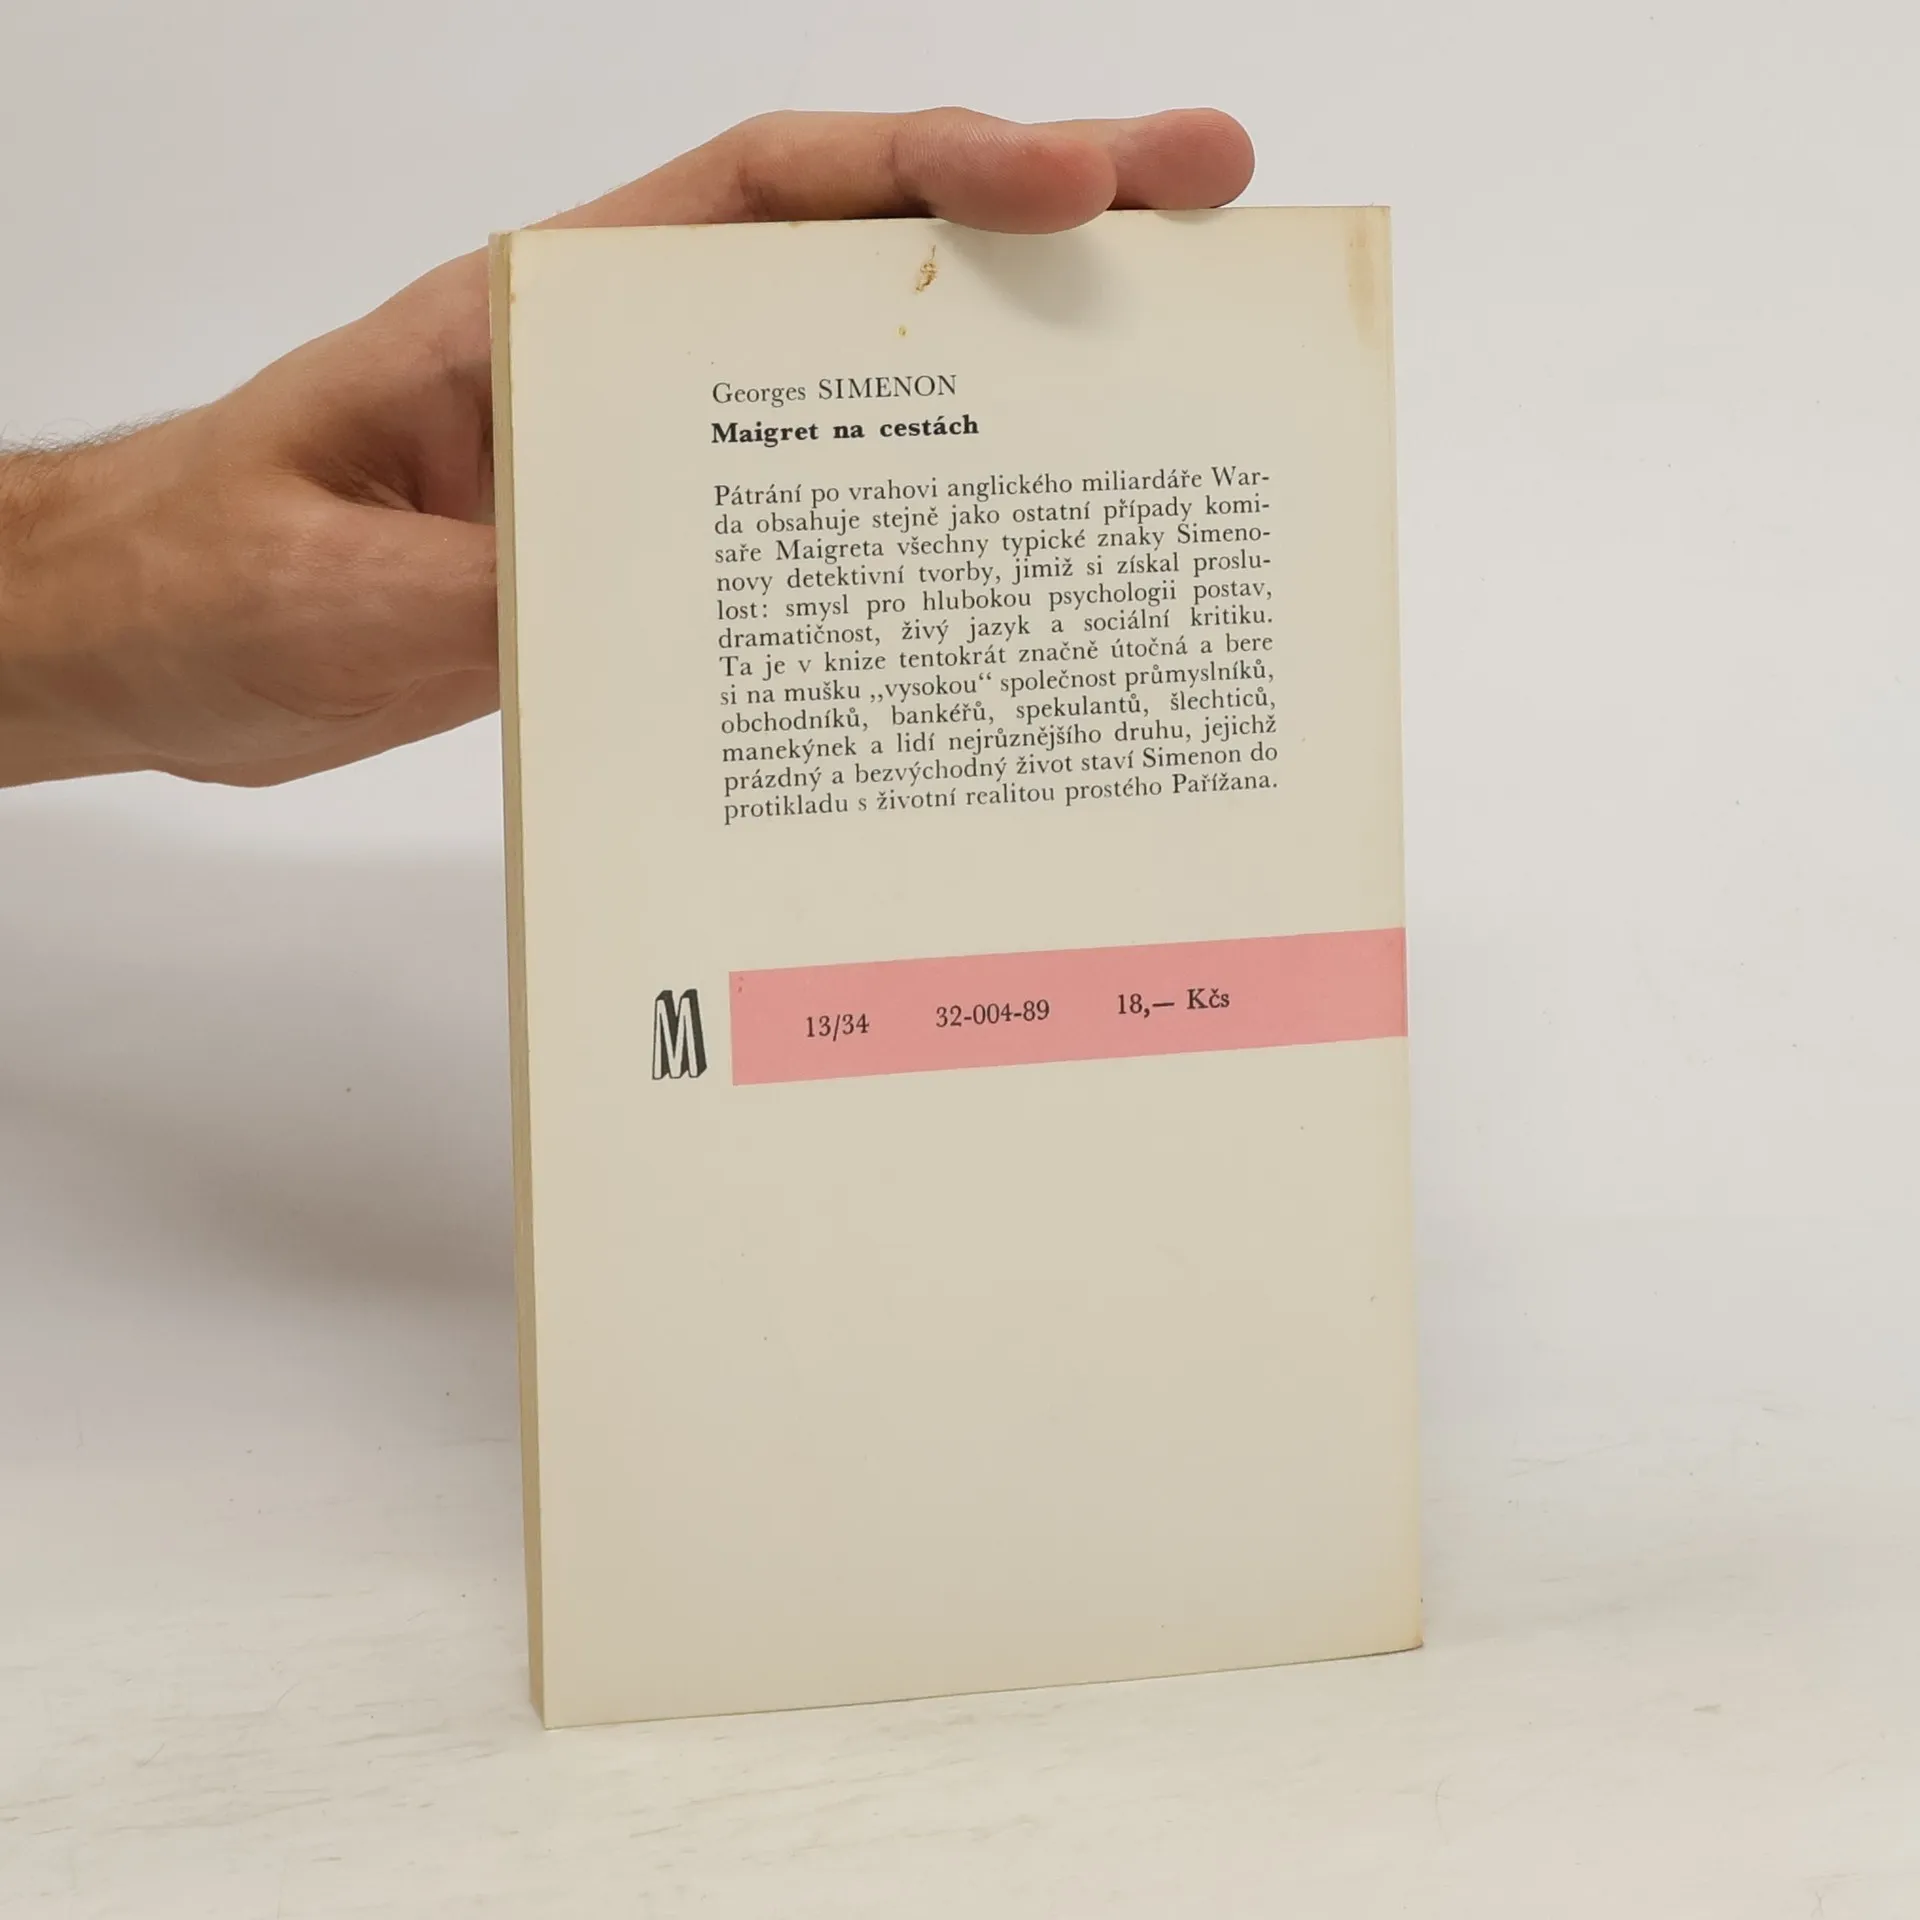 Georges SIMENON
Maigret na cestách
Pátrání po vrahovi anglického miliardáře War-
da obsahuje stejně jako ostatní případy komi-
saře Maigreta všechny typické znaky Simeno-
novy detektivní tvorby, jimiž si získal proslu-
lost: smysl pro hlubokou psychologii postav,
dramatičnost, živý jazyk a sociální kritiku.
Ta je v knize tentokrát značně útočná a bere
si na mušku „vysokou“ společnost průmyslníků,
obchodníků, bankéřů, spekulantů, šlechticů,
manekýnek a lidí nejrůznějšího druhu, jejichž
prázdný a bezvýchodný život staví Simenon do
protikladu s životní realitou prostého Pařížana.
M
13/34 32-004-89 18,— Kčs